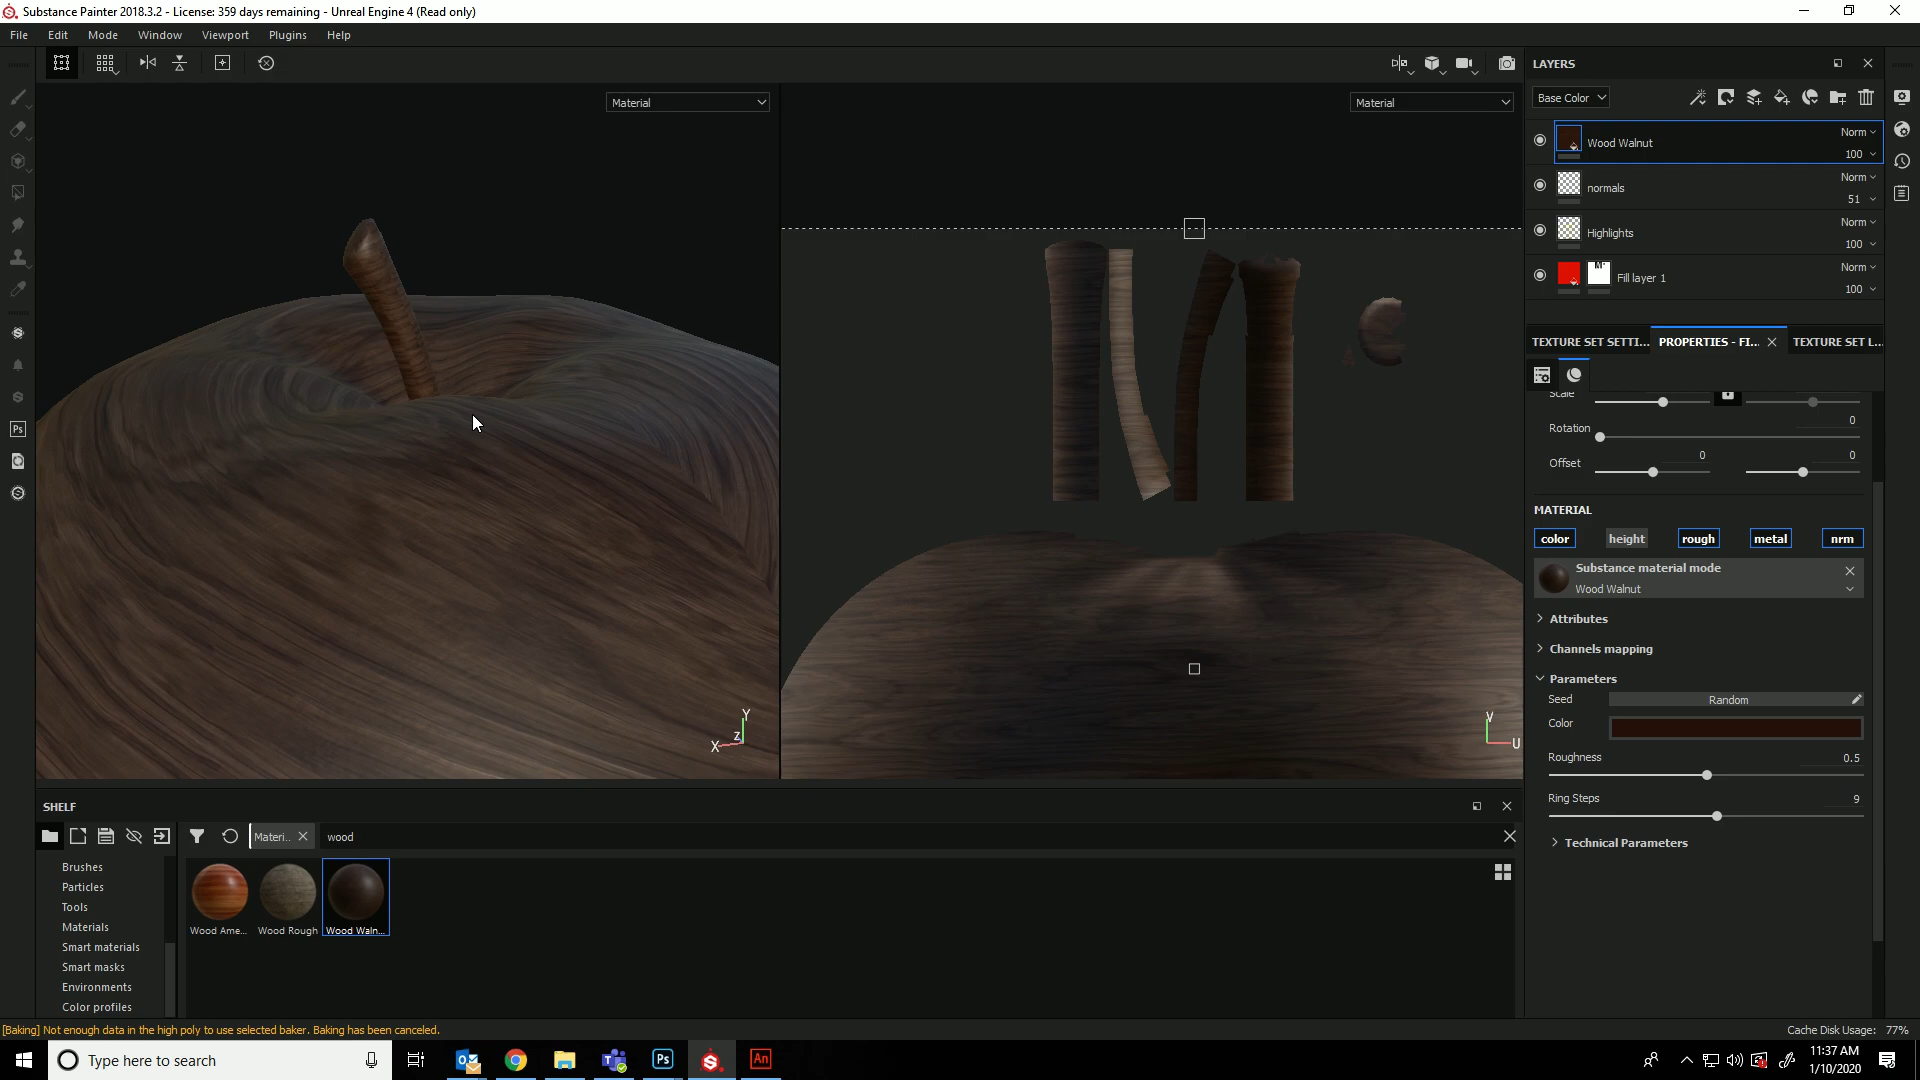 Substance Painter 2018.3.2 - License: 359 days remaining - Unreal Engine 4 (Read only)
File Edit Mode Window Viewport Plugins Help
Material
Material
LAYERS
Base Color
Wood Walnut Norm 100
normals Norm 51
Highlights Norm 100
Fill layer 1 Norm 100
TEXTURE SET SETTI... PROPERTIES - FI... TEXTURE SET L...
Scale
Rotation 0
Offset 0 0
MATERIAL
color height rough metal nrm
Substance material mode
Wood Walnut
Attributes
Channels mapping
Parameters
Seed Random
Color
Roughness 0.5
Ring Steps 9
Technical Parameters
Y
X Z
V
U
SHELF
Materi.. wood
Brushes
Particles
Tools
Materials
Smart materials
Smart masks
Environments
Color profiles
Wood Ame... Wood Rough Wood Waln...
[Baking] Not enough data in the high poly to use selected baker. Baking has been canceled.
Cache Disk Usage: 77%
Type here to search
Ps
Ps
An
11:37 AM
1/10/2020